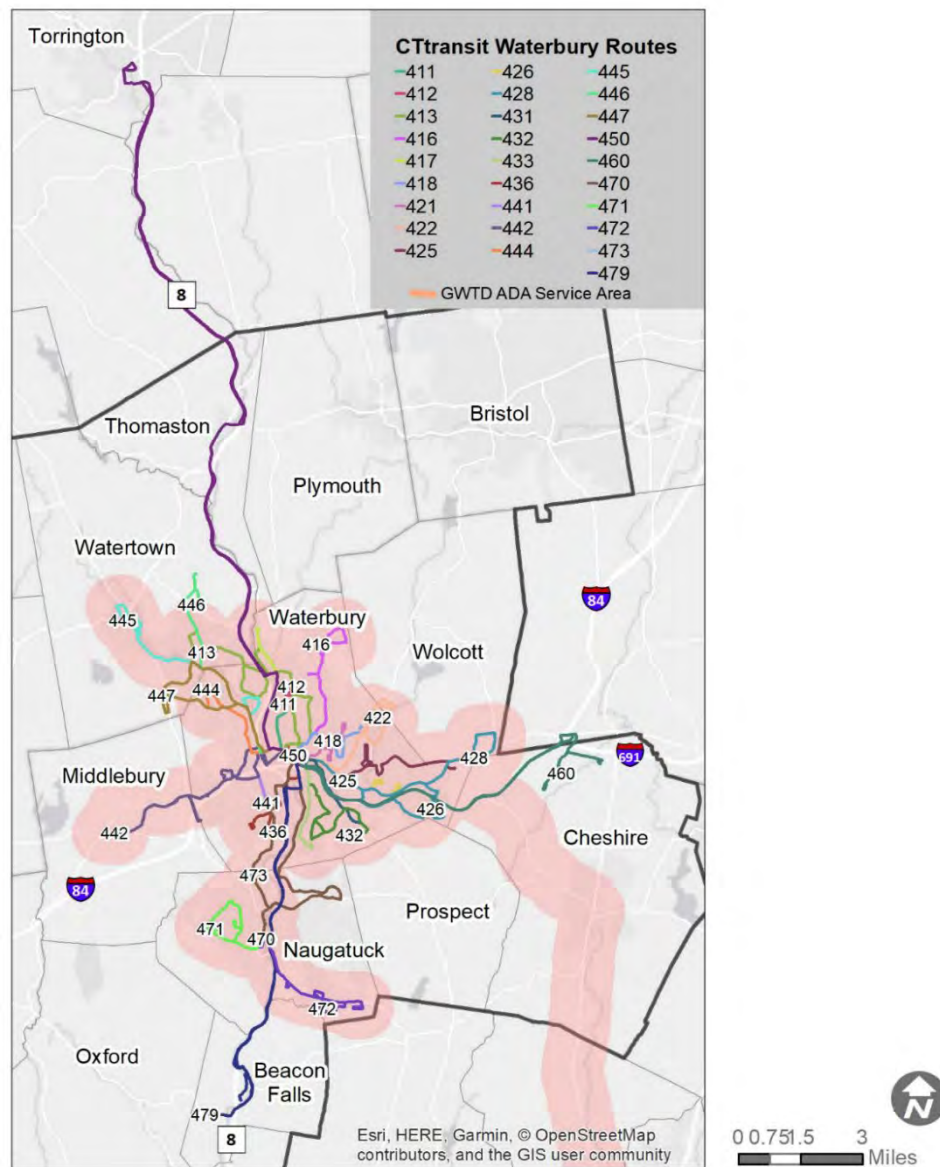 Torrington
CTtransit Waterbury Routes
411 426 445
412 428 446
413 431 447
416 432 450
417 433 460
418 436 470
421 441 471
422 442 472
425 444 473
479
GWTD ADA Service Area
8
Thomaston
Bristol
Plymouth
Watertown
84
446
445
Waterbury
416
Wolcott
413
412
447
444
411
422
418
450
428
691
Middlebury
425
460
441
426
442
436
432
Cheshire
84
473
Prospect
471
470
Naugatuck
472
Oxford
Beacon
Falls
479
8
Esri, HERE, Garmin, © OpenStreetMap
contributors, and the GIS user community
N
0 0.75 1.5 3
Miles